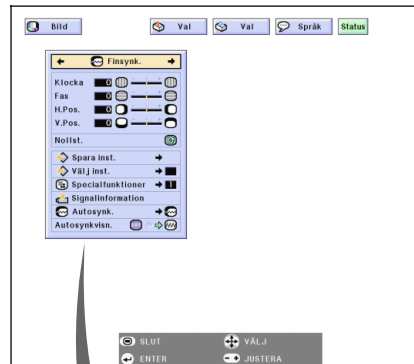 Bild
Val
Val
Språk
Status
Finsynk.
Klocka 0
Fas 0
H.Pos. 0
V.Pos. 0
Nollst.
Spara inst.
Välj inst.
Specialfunktioner 1
Signalinformation
Autosynk.
Autosynkvisn.
SLUT VÄLJ
ENTER JUSTERA